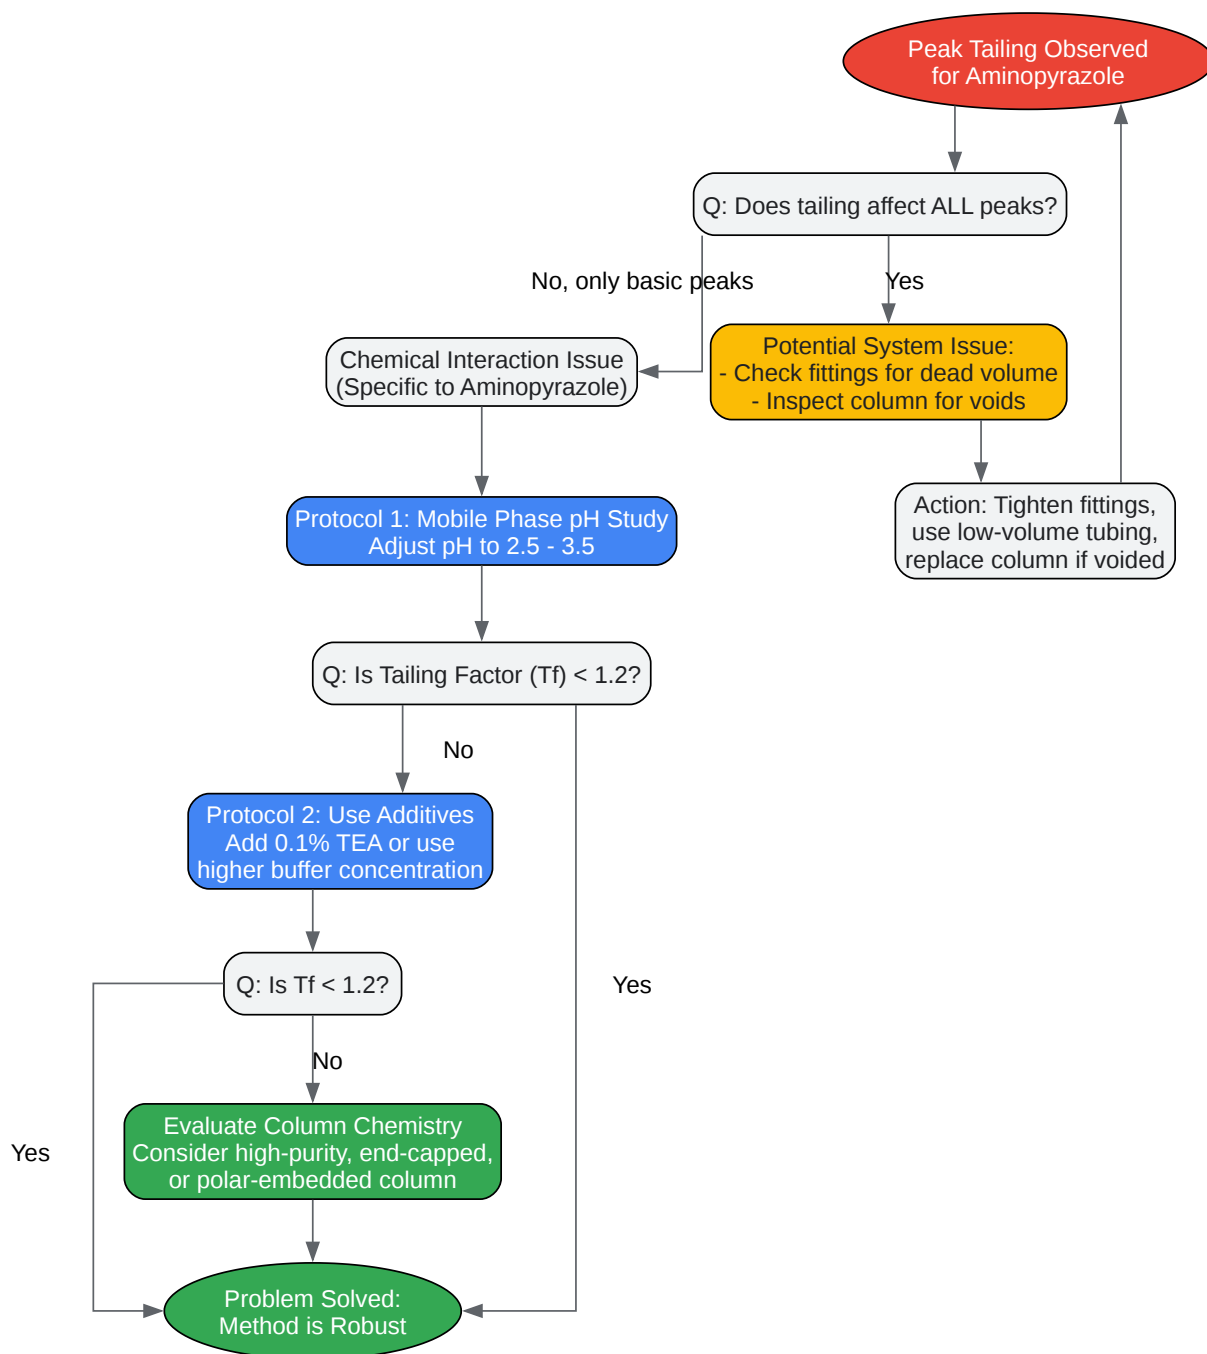 Peak Tailing Observed
for Aminopyrazole
Q: Does tailing affect ALL peaks?
No, only basic peaks
Yes
Chemical Interaction Issue
(Specific to Aminopyrazole)
Potential System Issue:
- Check fittings for dead volume
- Inspect column for voids
Action: Tighten fittings,
use low-volume tubing,
replace column if voided
Protocol 1: Mobile Phase pH Study
Adjust pH to 2.5 - 3.5
Q: Is Tailing Factor (Tf) < 1.2?
No
Protocol 2: Use Additives
Add 0.1% TEA or use
higher buffer concentration
Q: Is Tf < 1.2?
Yes
No
Evaluate Column Chemistry
Consider high-purity, end-capped,
or polar-embedded column
Yes
Problem Solved:
Method is Robust